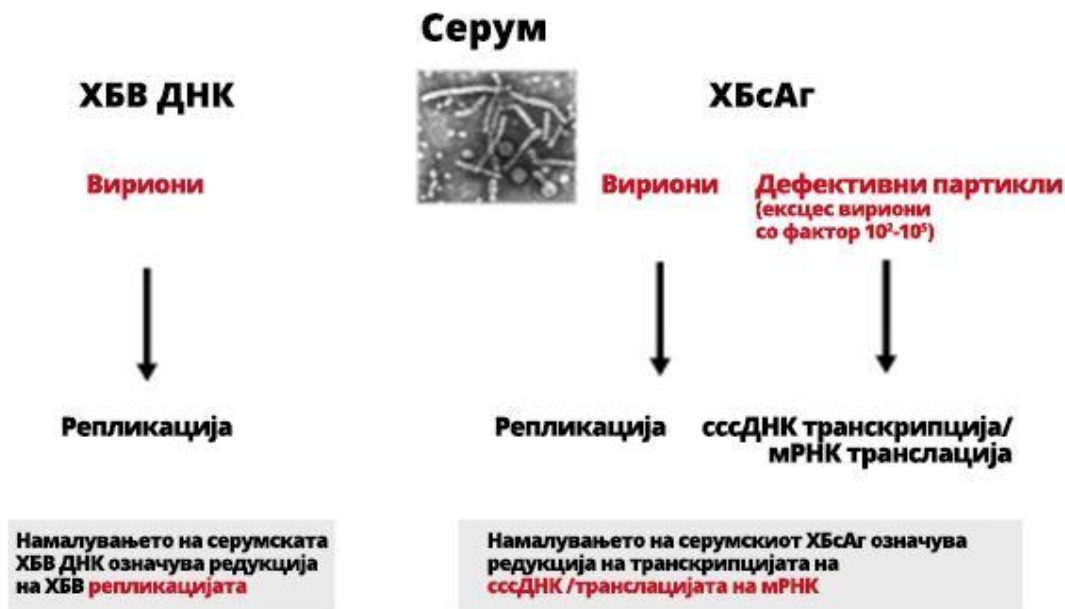 Серум
ХБВ ДНК
ХБсАг
Вириони
Вириони
Дефективни партикли
(ексцес вириони
со фактор 10²-10⁵)
Репликација
Репликација
сссДНК транскрипција/
мРНК транслација
Намалувањето на серумската
ХБВ ДНК означува редукција
на ХБВ репликацијата
Намалувањето на серумскиот ХБсАг означува
редукција на транскрипцијата на
сссДНК /транслацијата на мРНК